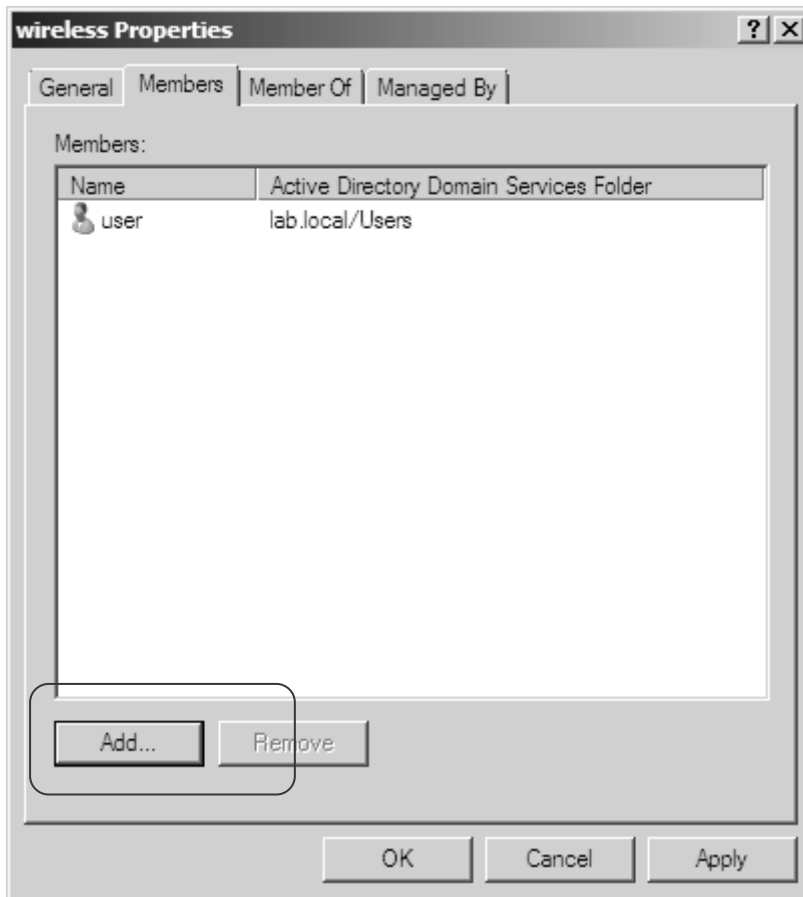 wireless Properties
General Members Member Of Managed By
Members:
Name Active Directory Domain Services Folder
user lab.local/Users
Add... Remove
OK Cancel Apply